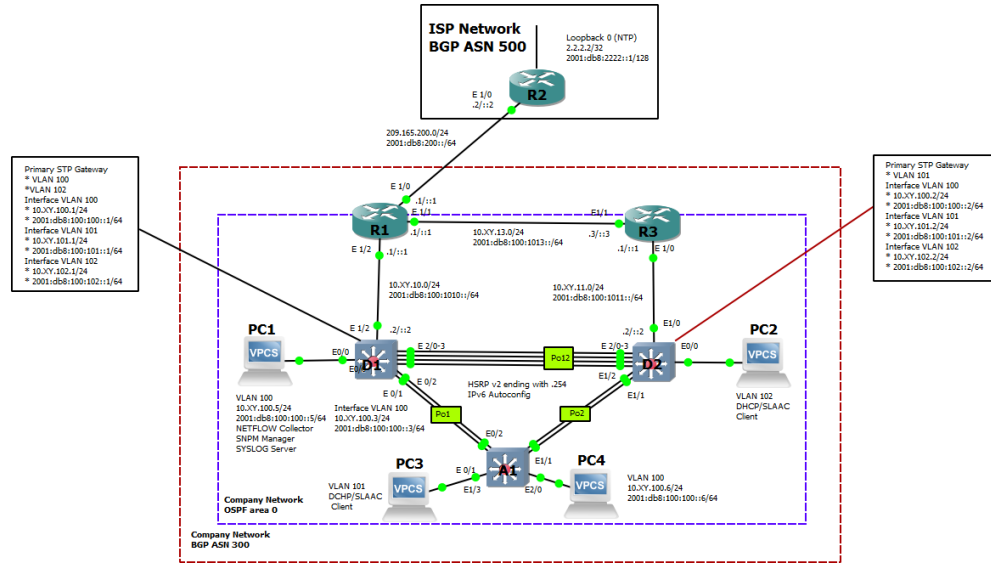 ISP Network
BGP ASN 500
Loopback 0 (NTP)
2.2.2.2/32
2001:db8:2222::1/128
E 1/0
.2/::2
R2
209.165.200.0/24
2001:db8:200::/64
Primary STP Gateway
* VLAN 100
*VLAN 102
Interface VLAN 100
* 10.XY.100.1/24
* 2001:db8:100:100::1/64
Interface VLAN 101
* 10.XY.101.1/24
* 2001:db8:100:101::1/64
Interface VLAN 102
* 10.XY.102.1/24
* 2001:db8:100:102::1/64
Primary STP Gateway
* VLAN 101
Interface VLAN 100
* 10.XY.100.2/24
* 2001:db8:100:100::2/64
Interface VLAN 101
* 10.XY.101.2/24
* 2001:db8:100:101::2/64
Interface VLAN 102
* 10.XY.102.2/24
* 2001:db8:100:102::2/64
E 1/0
.1/::1
E 1/1
.1/::1
R1
E 1/2
.1/::1
10.XY.13.0/24
2001:db8:100:1013::/64
E1/1
.3/::3
R3
.1/::1
E 1/0
10.XY.10.0/24
2001:db8:100:1010::/64
10.XY.11.0/24
2001:db8:100:1011::/64
E 1/2
.2/::2
E1/0
.2/::2
PC1
VPCS
E0/0
D1
E 2/0-3
Po12
E 2/0-3
D2
E0/0
PC2
VPCS
E 0/2
E 0/1
HSRP v2 ending with .254
IPv6 Autoconfig
E1/2
E1/1
VLAN 100
10.XY.100.5/24
2001:db8:100:100::5/64
NETFLOW Collector
SNPM Manager
SYSLOG Server
Interface VLAN 100
10.XY.100.3/24
2001:db8:100:100::3/64
VLAN 102
DHCP/SLAAC
Client
Po1
Po2
E0/2
E 0/1
A1
E1/1
E1/3
E2/0
PC3
VPCS
VLAN 101
DCHP/SLAAC
Client
PC4
VPCS
VLAN 100
10.XY.100.6/24
2001:db8:100:100::6/64
Company Network
OSPF area 0
Company Network
BGP ASN 300